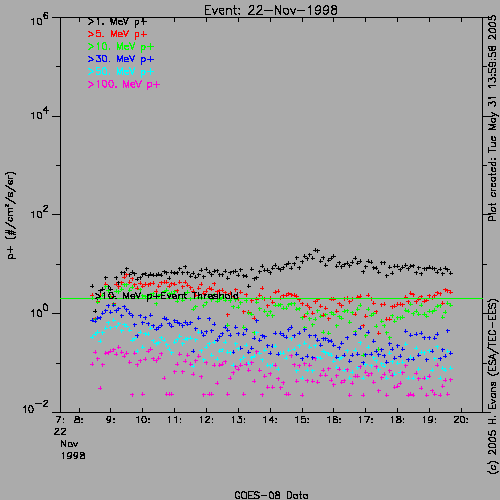 Event: 22-Nov-1998
>1. MeV p+
>5. MeV p+
>10. MeV p+
>30. MeV p+
>50. MeV p+
>100. MeV p+
10^6
10^4
10^2
10^0
10^-2
p+ [#/cm^2/s/sr]
>10. MeV p+Event Threshold
7: 8: 9: 10: 11: 12: 13: 14: 15: 16: 17: 18: 19: 20:
22
Nov
1998
GOES-08 Data
Plot created: Tue May 31 13:59:58 2005
(c) 2005 H. Evans (ESA/TEC-EES)